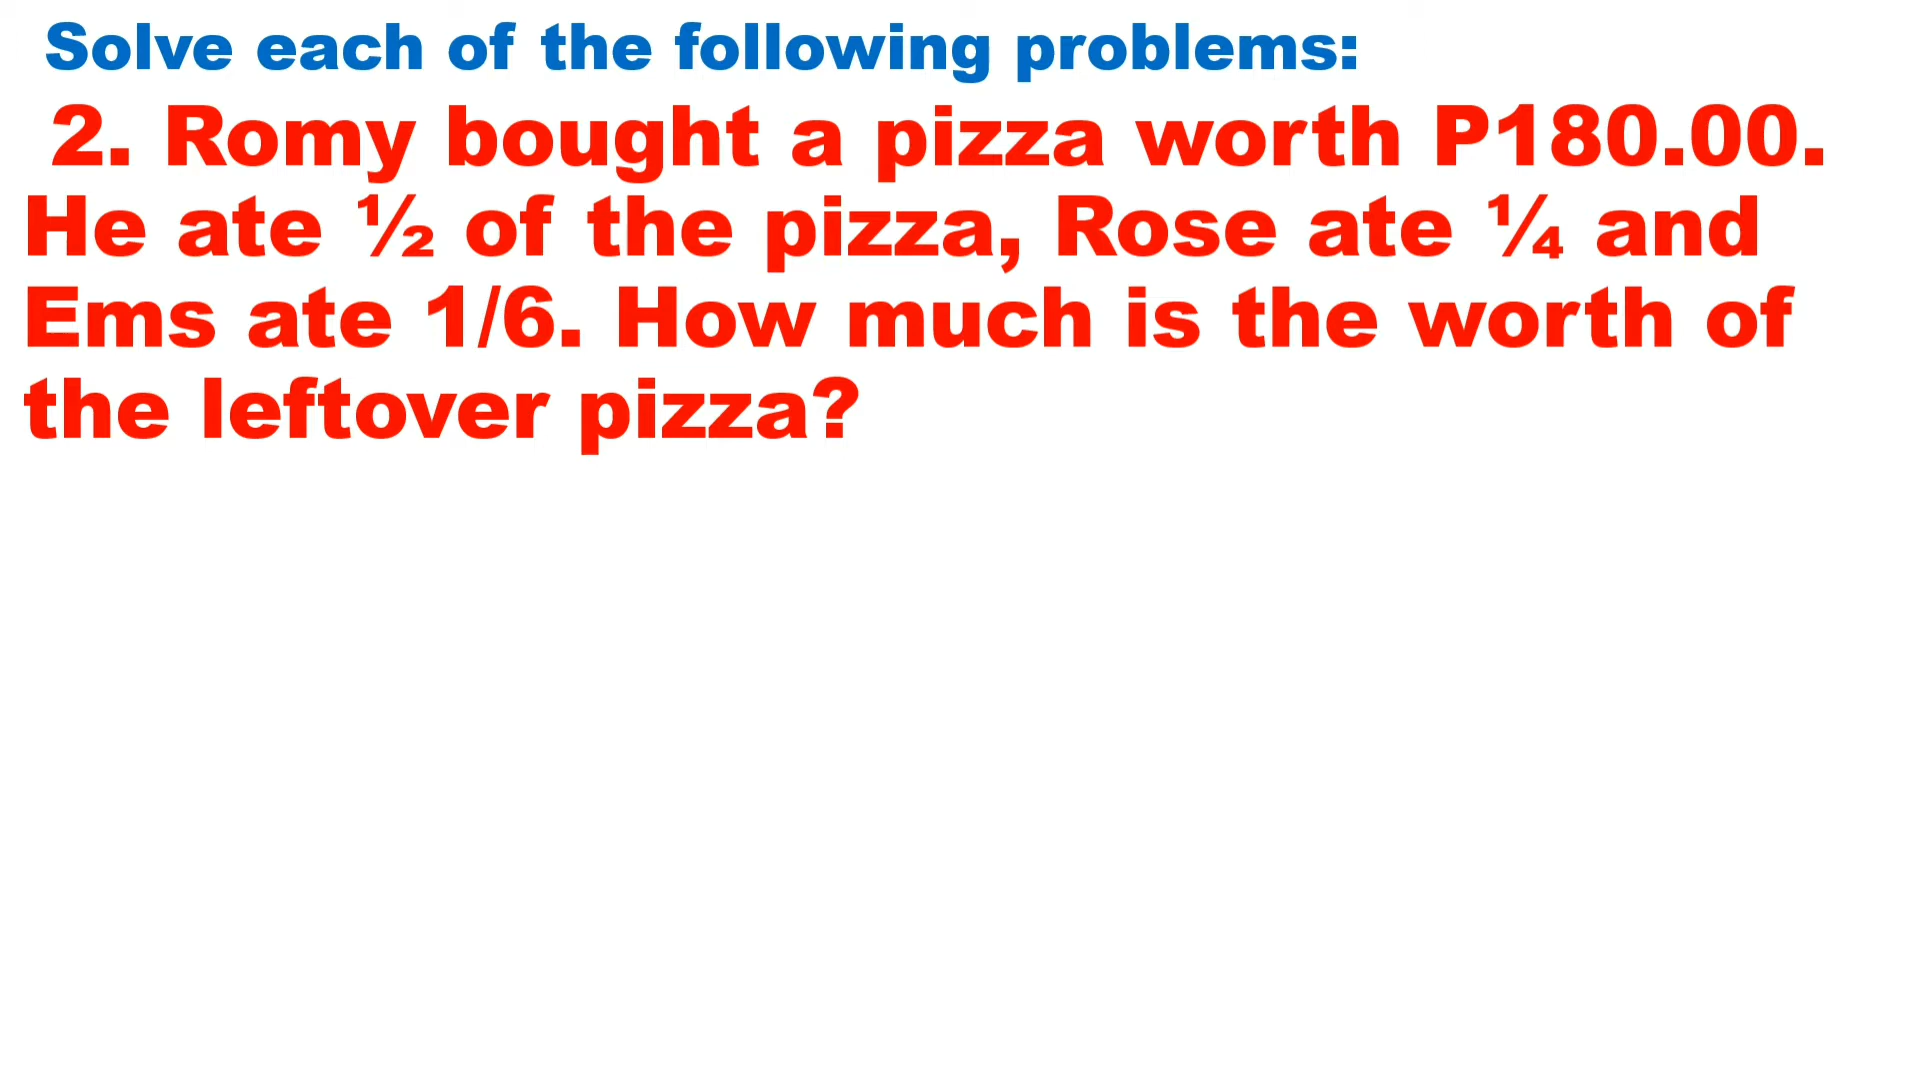 Solve each of the following problems:
2. Romy bought a pizza worth P180.00.
He ate ½ of the pizza, Rose ate ¼ and
Ems ate 1/6. How much is the worth of
the leftover pizza?